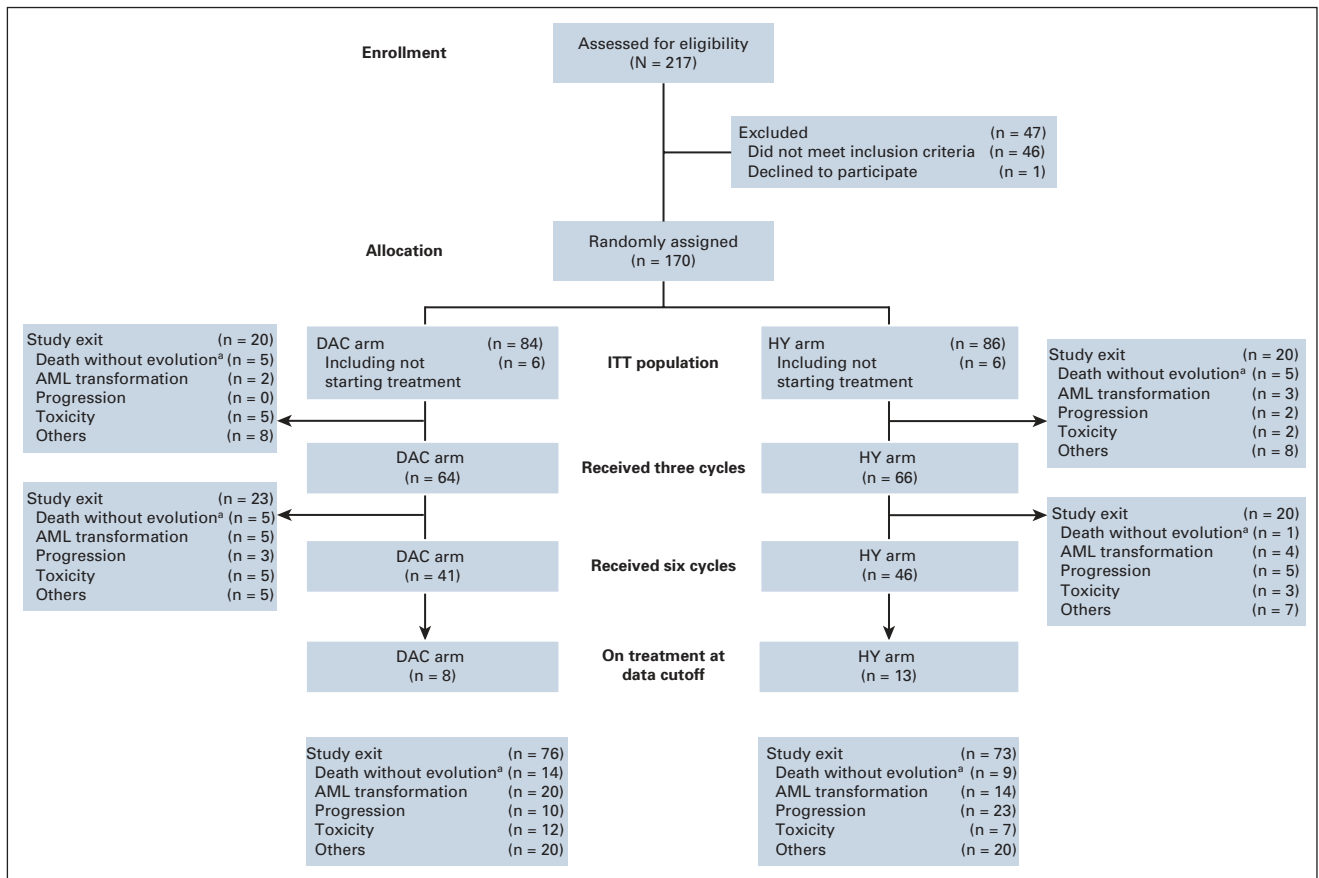 Enrollment
Assessed for eligibility
(N = 217)
Excluded (n = 47)
Did not meet inclusion criteria (n = 46)
Declined to participate (n = 1)
Allocation
Randomly assigned
(n = 170)
Study exit (n = 20)
Death without evolutionᵃ (n = 5)
AML transformation (n = 2)
Progression (n = 0)
Toxicity (n = 5)
Others (n = 8)
DAC arm (n = 84)
Including not (n = 6)
starting treatment
ITT population
HY arm (n = 86)
Including not (n = 6)
starting treatment
Study exit (n = 20)
Death without evolutionᵃ (n = 5)
AML transformation (n = 3)
Progression (n = 2)
Toxicity (n = 2)
Others (n = 8)
DAC arm
(n = 64)
Received three cycles
HY arm
(n = 66)
Study exit (n = 23)
Death without evolutionᵃ (n = 5)
AML transformation (n = 5)
Progression (n = 3)
Toxicity (n = 5)
Others (n = 5)
DAC arm
(n = 41)
Received six cycles
HY arm
(n = 46)
Study exit (n = 20)
Death without evolutionᵃ (n = 1)
AML transformation (n = 4)
Progression (n = 5)
Toxicity (n = 3)
Others (n = 7)
DAC arm
(n = 8)
On treatment at
data cutoff
HY arm
(n = 13)
Study exit (n = 76)
Death without evolutionᵃ (n = 14)
AML transformation (n = 20)
Progression (n = 10)
Toxicity (n = 12)
Others (n = 20)
Study exit (n = 73)
Death without evolutionᵃ (n = 9)
AML transformation (n = 14)
Progression (n = 23)
Toxicity (n = 7)
Others (n = 20)